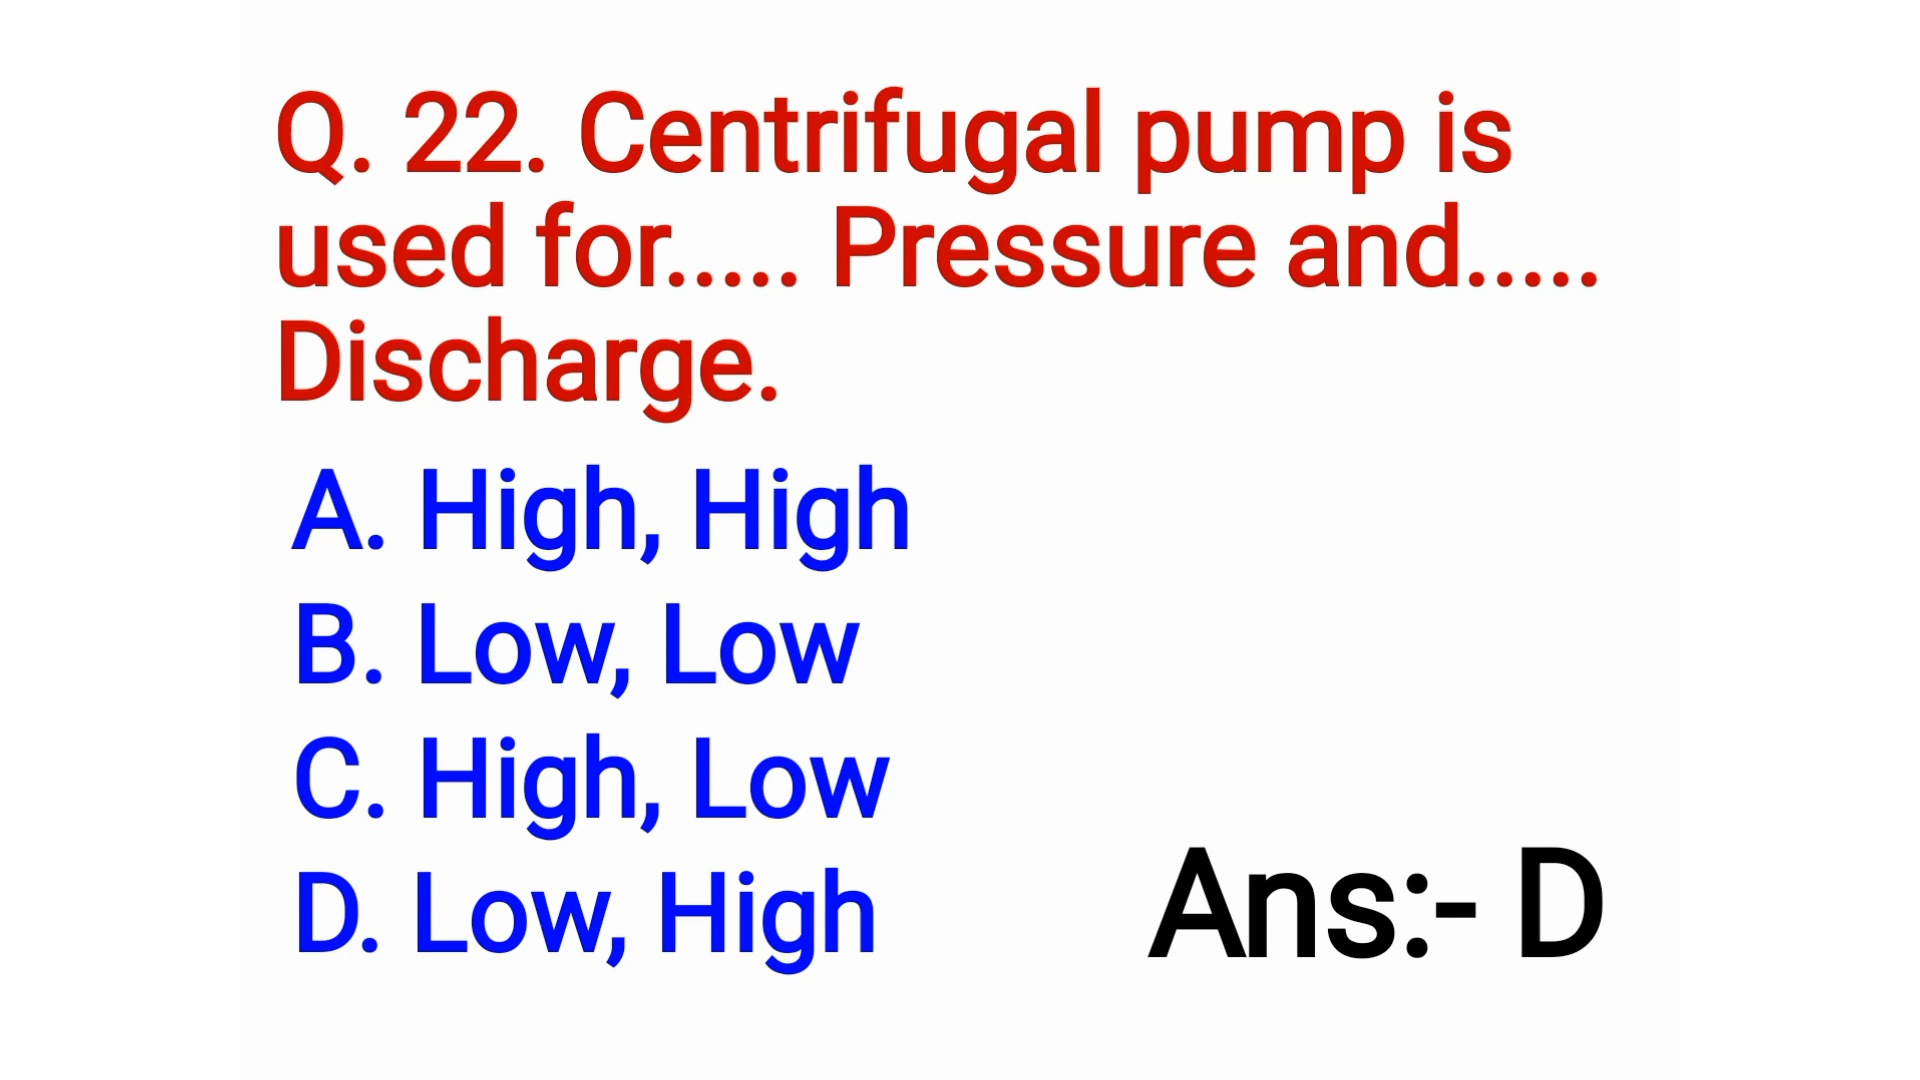 Q. 22. Centrifugal pump is
used for..... Pressure and.....
Discharge.
A. High, High
B. Low, Low
C. High, Low
D. Low, High
Ans:- D